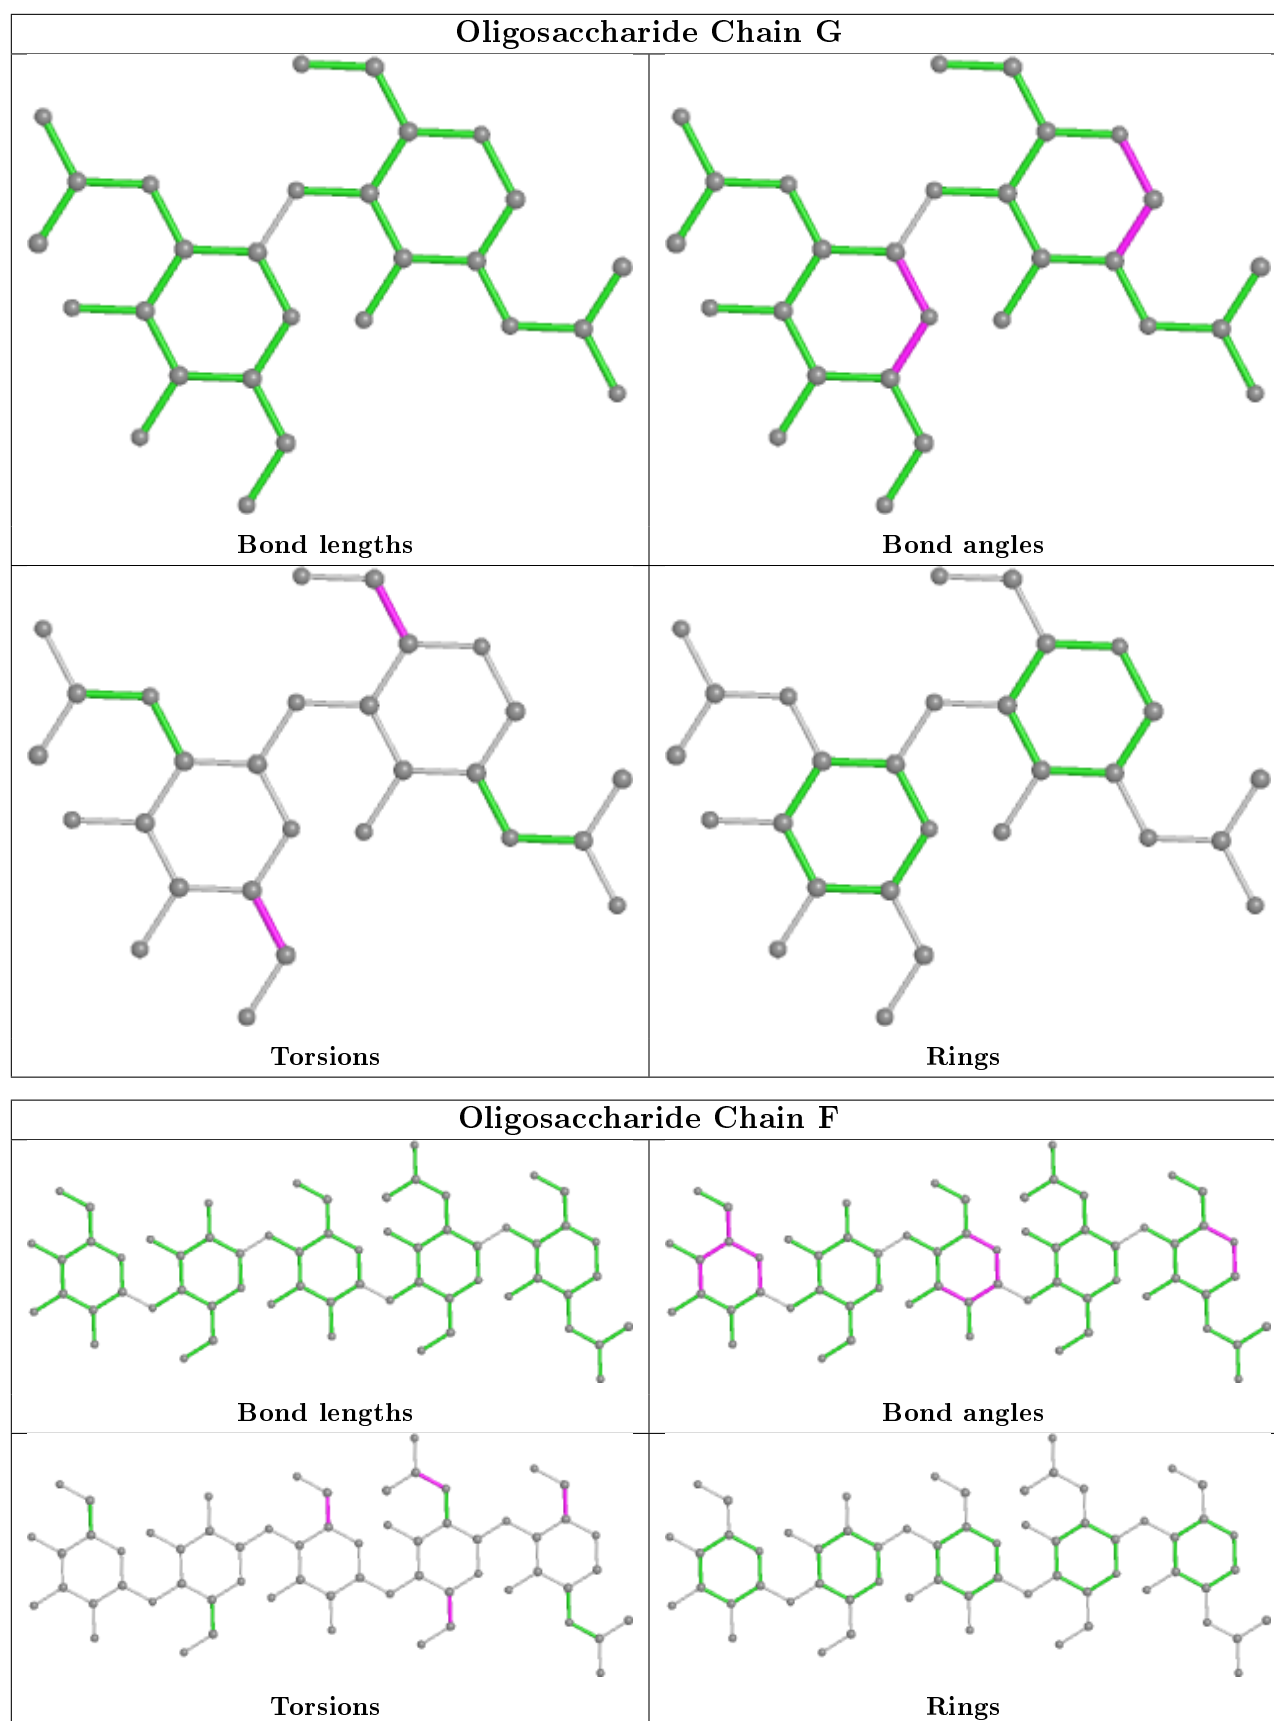 Oligosaccharide Chain G
Bond lengths
Bond angles
Torsions
Rings
Oligosaccharide Chain F
Bond lengths
Bond angles
Torsions
Rings